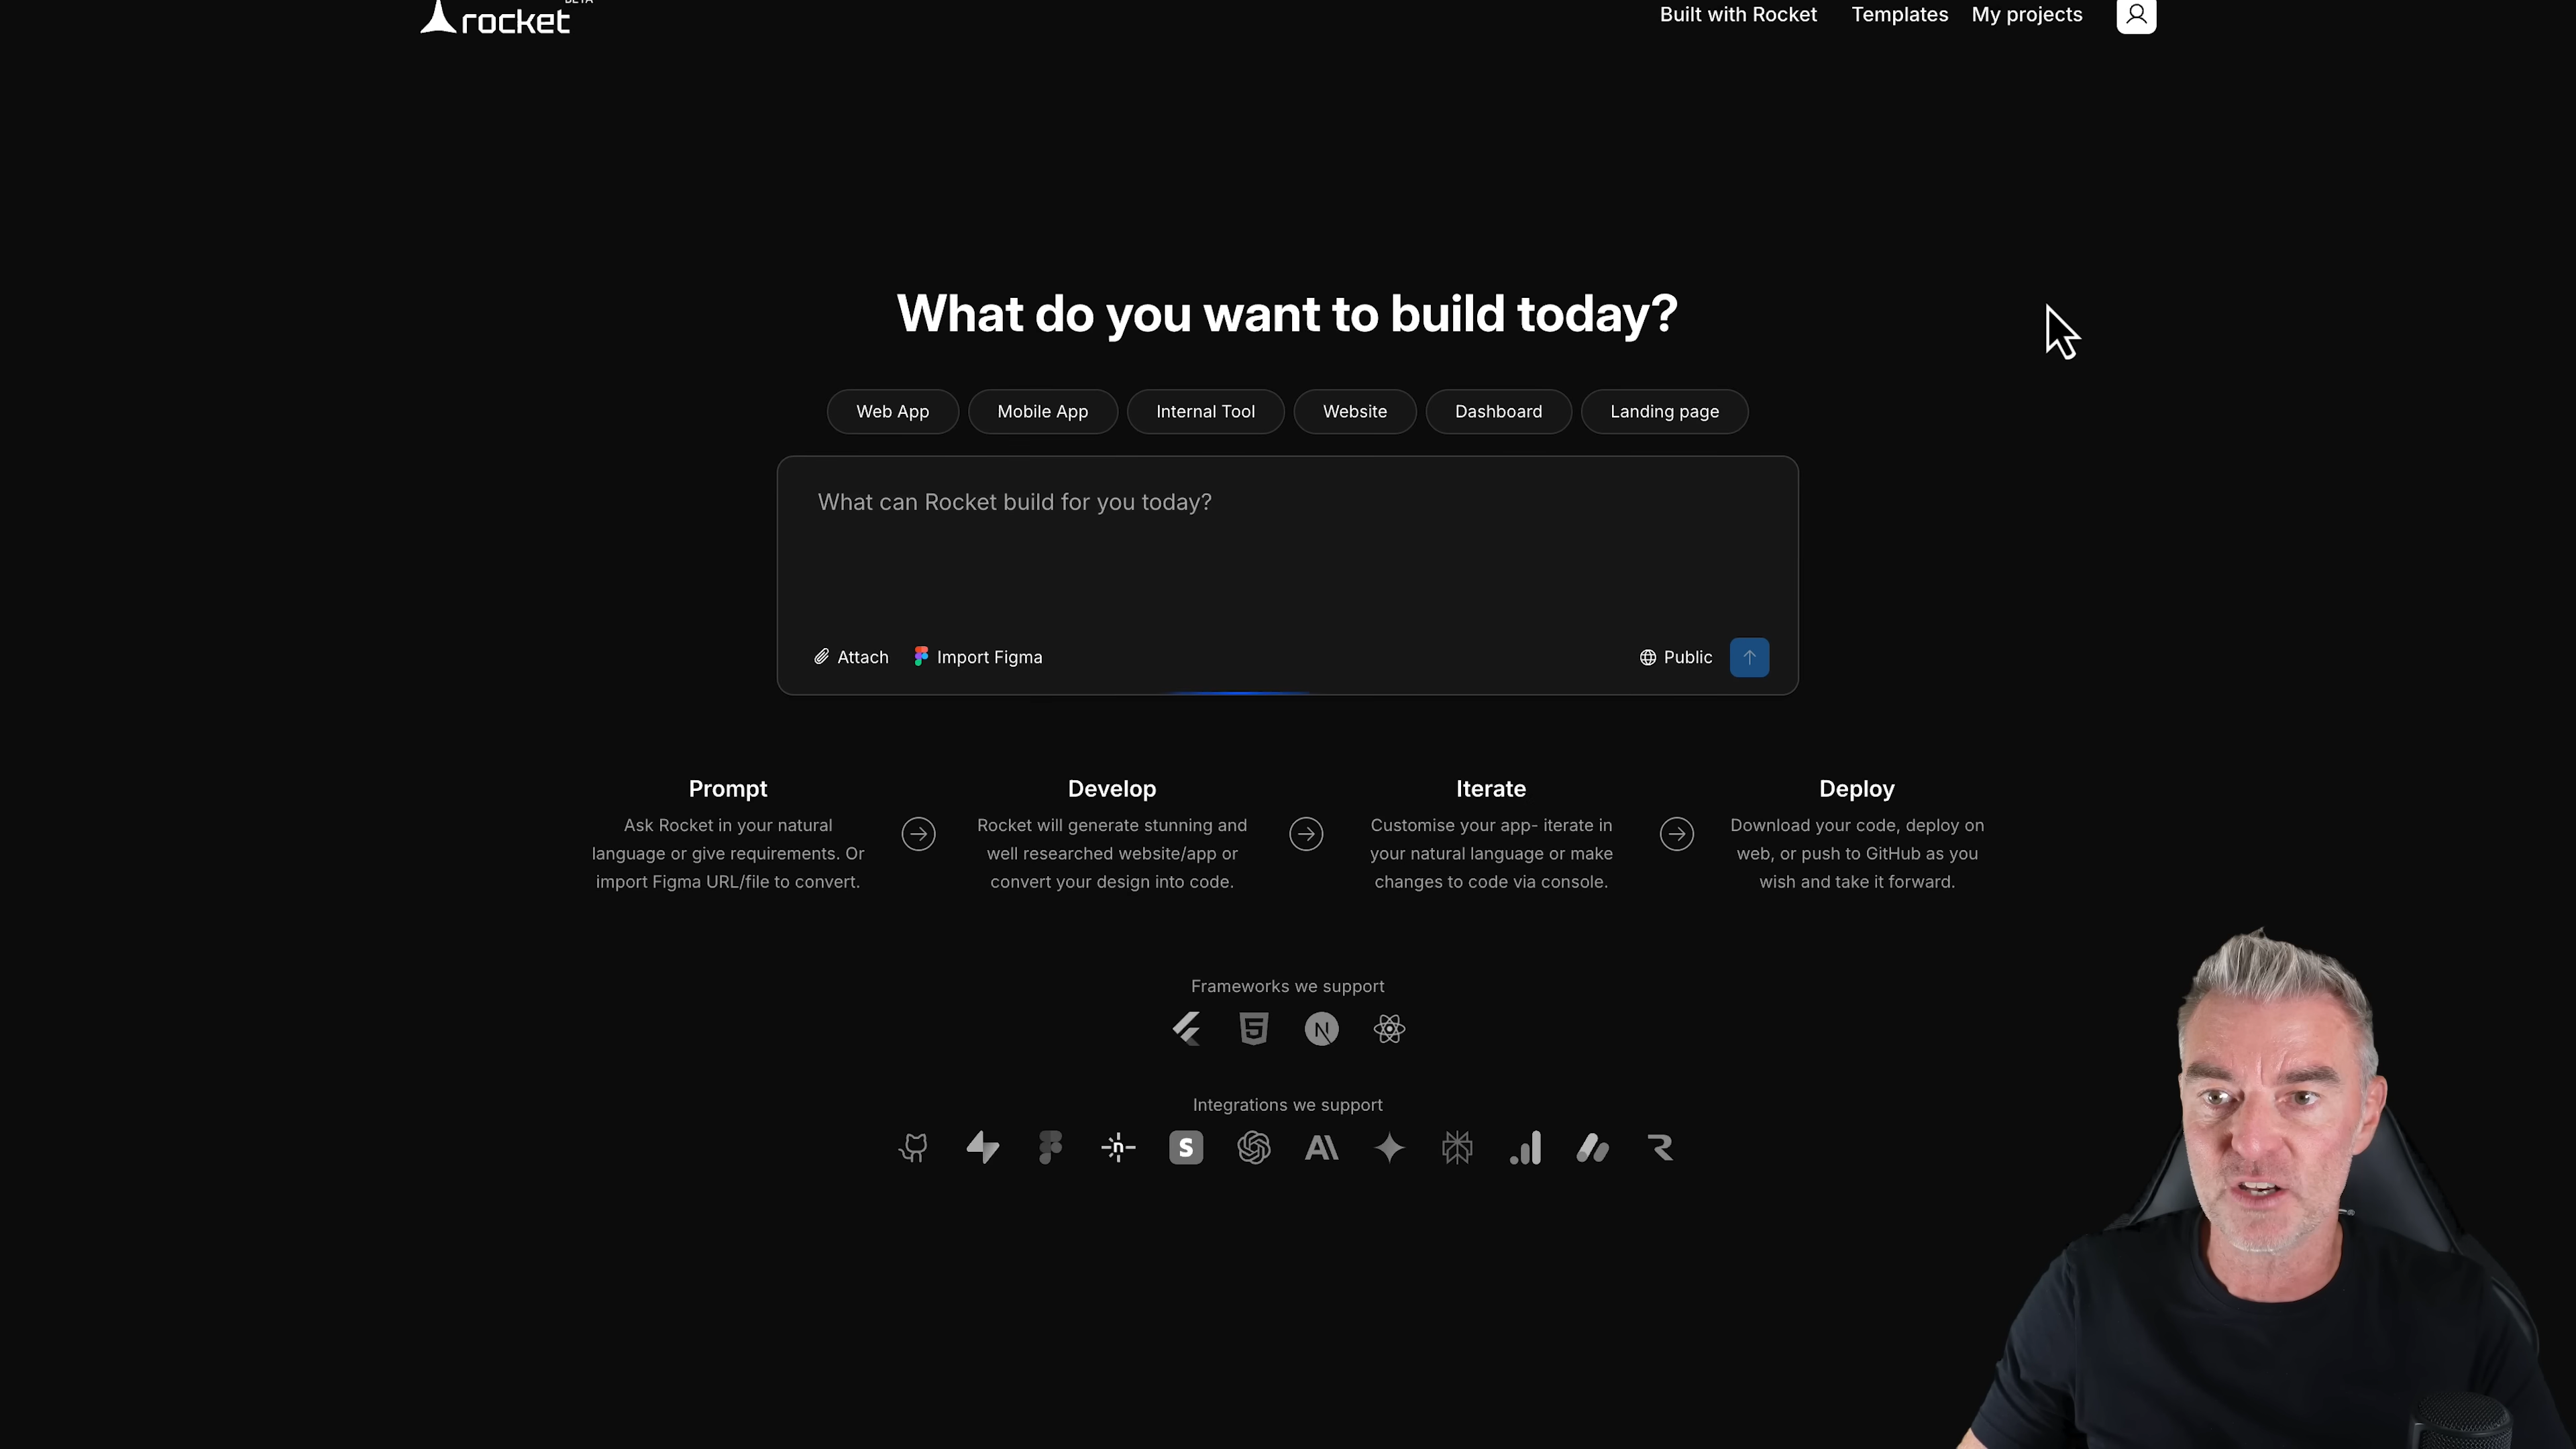 BETA
rocket
Built with Rocket
Templates
My projects
What do you want to build today?
Web App
Mobile App
Internal Tool
Website
Dashboard
Landing page
What can Rocket build for you today?
Attach
Import Figma
Public
Prompt
Ask Rocket in your natural
language or give requirements. Or
import Figma URL/file to convert.
Develop
Rocket will generate stunning and
well researched website/app or
convert your design into code.
Iterate
Customise your app- iterate in
your natural language or make
changes to code via console.
Deploy
Download your code, deploy on
web, or push to GitHub as you
wish and take it forward.
Frameworks we support
5
N
Integrations we support
n
S
AI
R